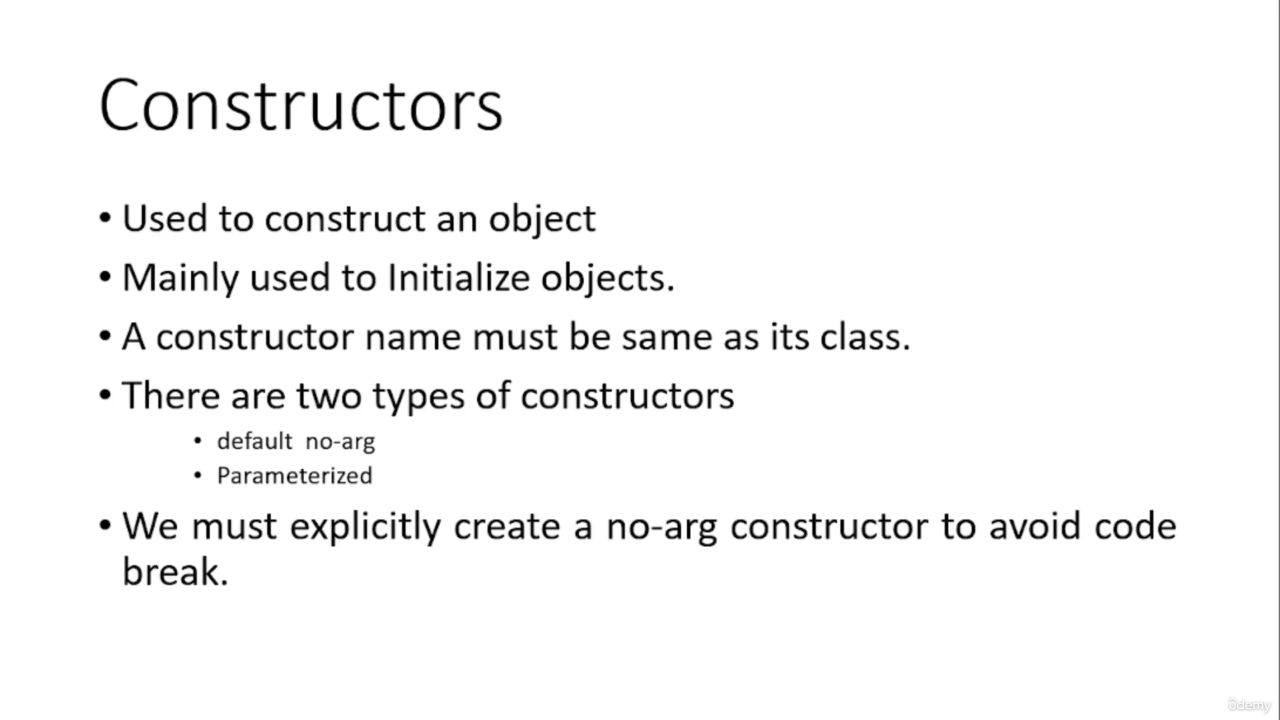 Constructors
• Used to construct an object
• Mainly used to Initialize objects.
• A constructor name must be same as its class.
• There are two types of constructors
• default no-arg
• Parameterized
• We must explicitly create a no-arg constructor to avoid code
break.
ûdemy